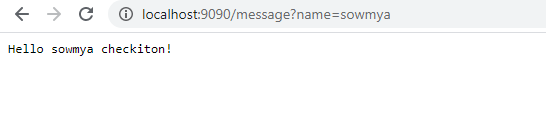 localhost:9090/message?name=sowmya
Hello sowmya checkiton!